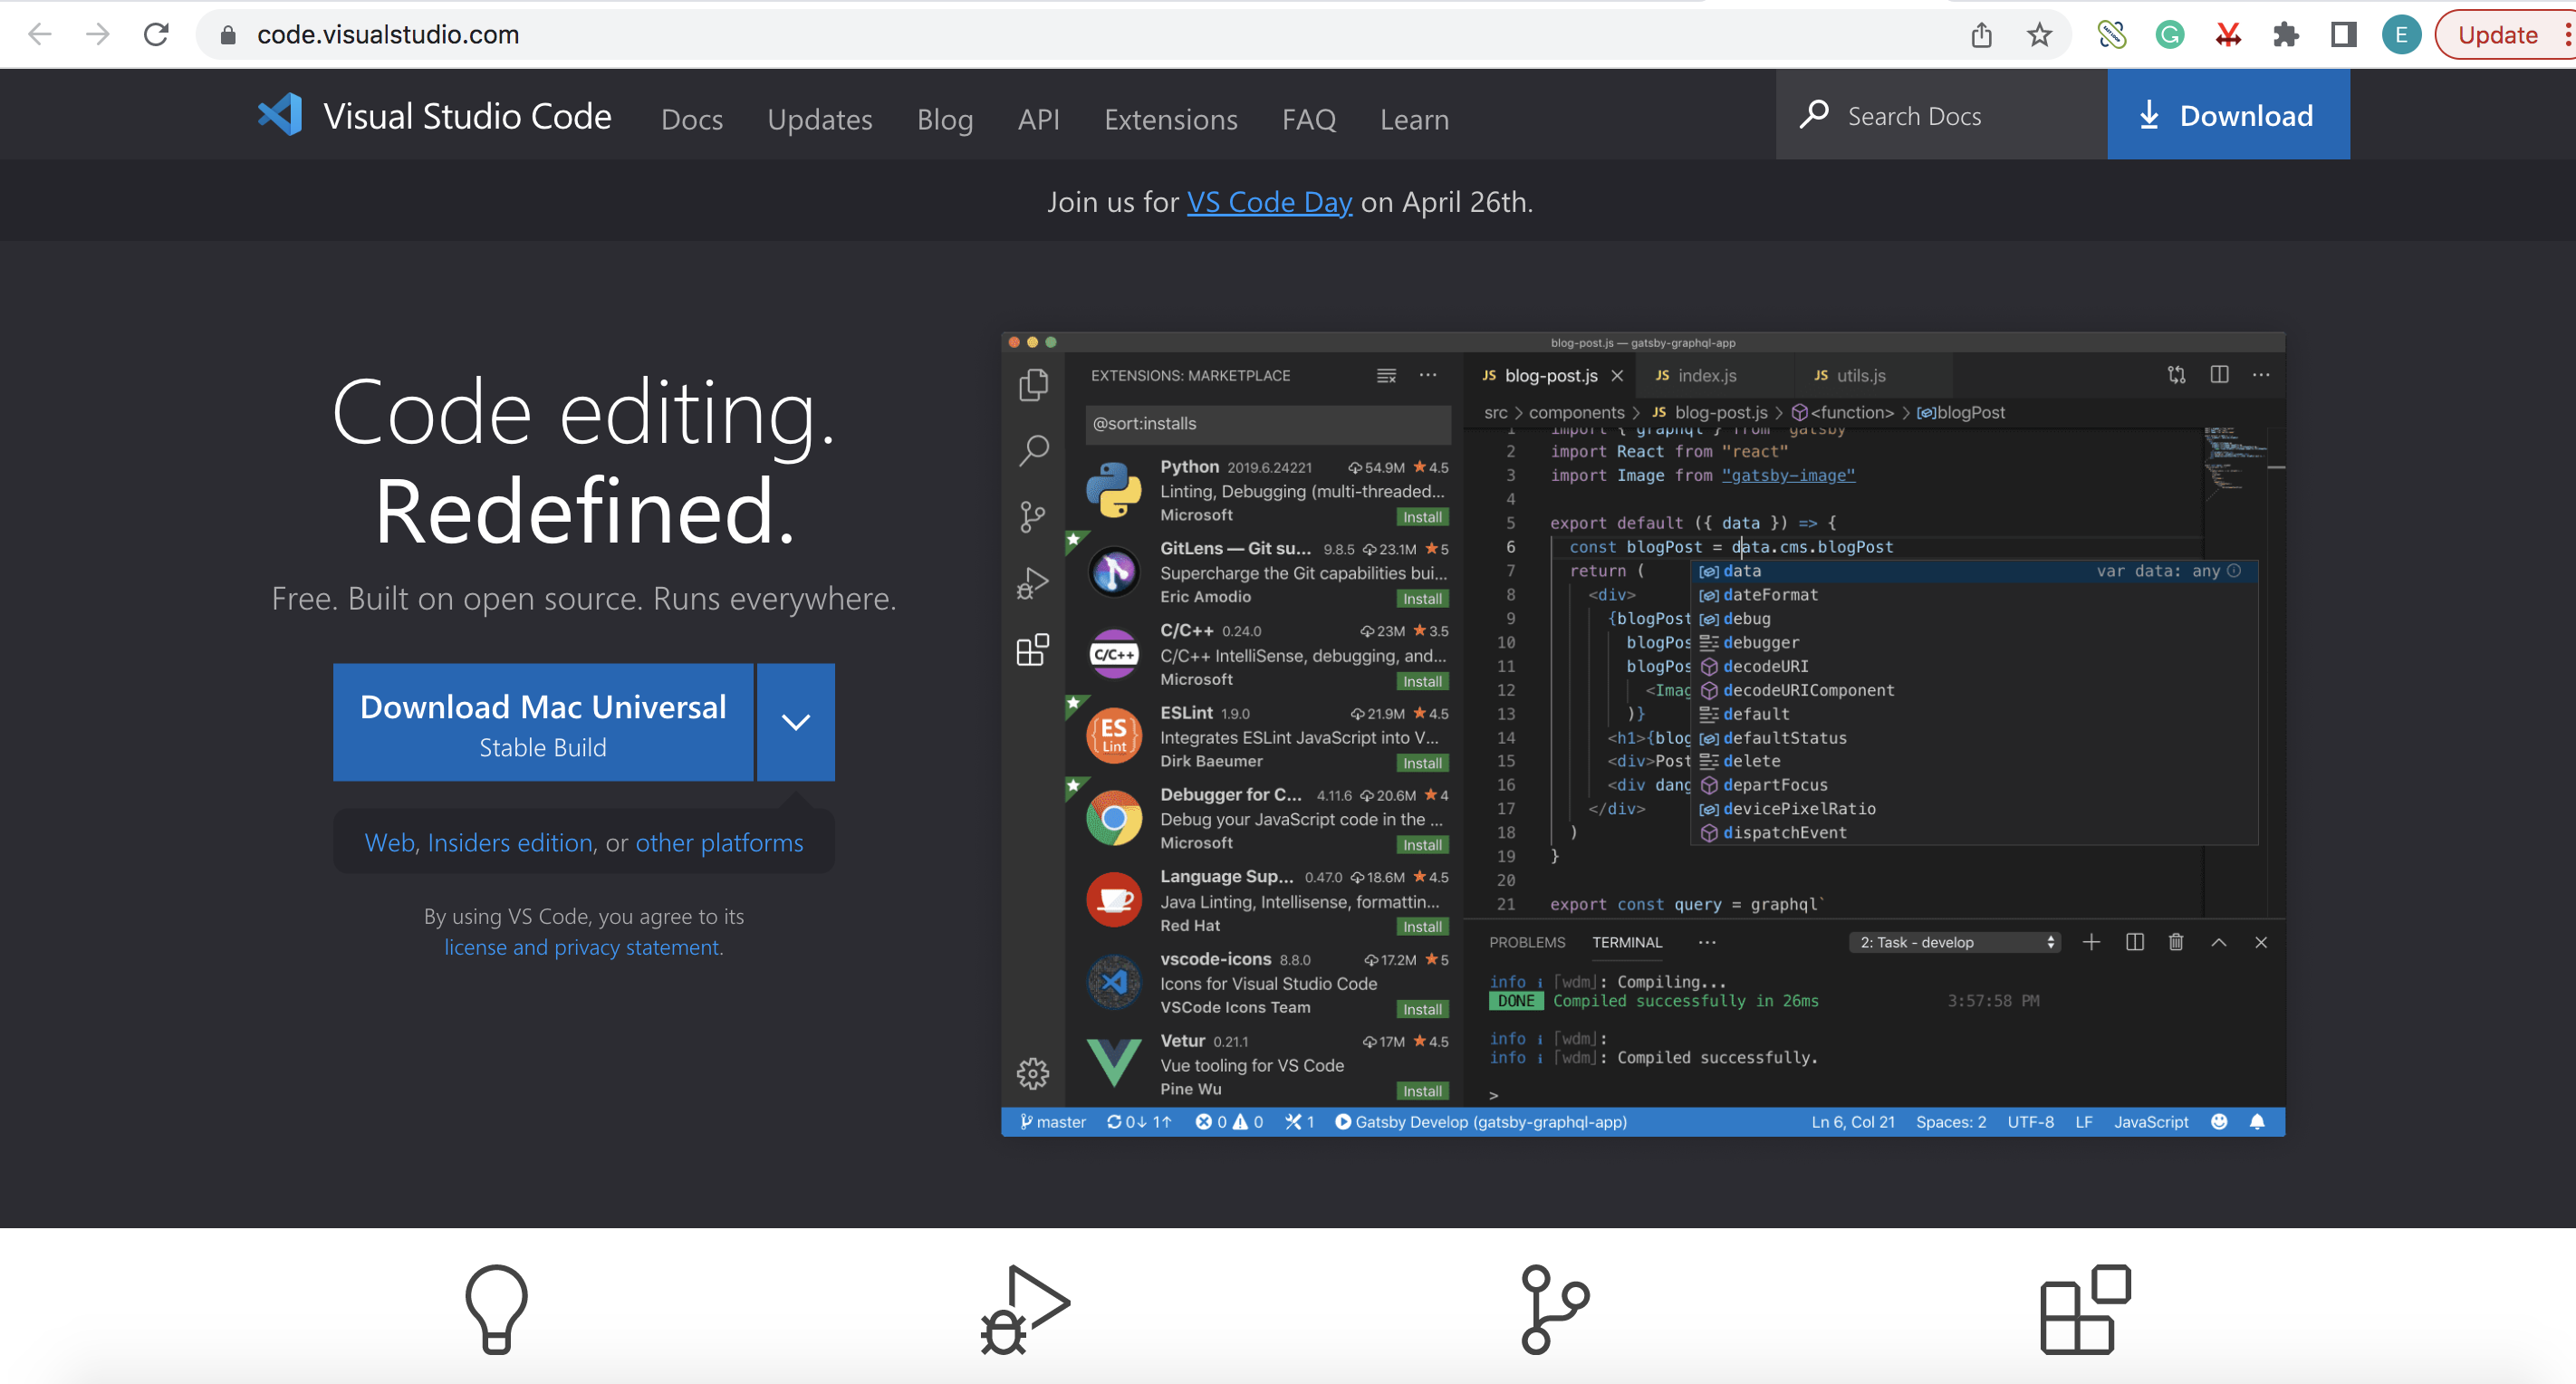 code.visualstudio.com
E
Update
Visual Studio Code Docs Updates Blog API Extensions FAQ Learn
Search Docs
Download
Join us for VS Code Day on April 26th.
Code editing.
Redefined.
Free. Built on open source. Runs everywhere.
Download Mac Universal
Stable Build
Web, Insiders edition, or other platforms
By using VS Code, you agree to its
license and privacy statement.
blog-post.js — gatsby-graphql-app
EXTENSIONS: MARKETPLACE
@sort:installs
Python 2019.6.24221 54.9M 4.5
Linting, Debugging (multi-threaded...
Microsoft Install
GitLens — Git su... 9.8.5 23.1M 5
Supercharge the Git capabilities bui...
Eric Amodio Install
C/C++
C/C++ 0.24.0 23M 3.5
C/C++ IntelliSense, debugging, and...
Microsoft Install
ES
Lint
ESLint 1.9.0 21.9M 4.5
Integrates ESLint JavaScript into V...
Dirk Baeumer Install
Debugger for C... 4.11.6 20.6M 4
Debug your JavaScript code in the ...
Microsoft Install
Language Sup... 0.47.0 18.6M 4.5
Java Linting, Intellisense, formattin...
Red Hat Install
vscode-icons 8.8.0 17.2M 5
Icons for Visual Studio Code
VSCode Icons Team Install
Vetur 0.21.1 17M 4.5
Vue tooling for VS Code
Pine Wu Install
JS blog-post.js JS index.js JS utils.js
src > components > JS blog-post.js > <function> > blogPost
1 import { graphql } from "gatsby"
2 import React from "react"
3 import Image from "gatsby-image"
4
5 export default ({ data }) => {
6 const blogPost = data.cms.blogPost
7 return (
8 <div>
9 {blogPost
10 blogPos
11 blogPos
12 <Imag
13 )}
14 <h1>{blog
15 <div>Post
16 <div dang
17 </div>
18 )
19 }
20
21 export const query = graphql`
data var data: any
dateFormat
debug
debugger
decodeURI
decodeURIComponent
default
defaultStatus
delete
departFocus
devicePixelRatio
dispatchEvent
PROBLEMS TERMINAL ... 2: Task - develop
info i ｢wdm｣: Compiling...
DONE Compiled successfully in 26ms 3:57:58 PM
info i ｢wdm｣:
info i ｢wdm｣: Compiled successfully.
>
master 0↓ 1↑ 0 0 1 Gatsby Develop (gatsby-graphql-app) Ln 6, Col 21 Spaces: 2 UTF-8 LF JavaScript